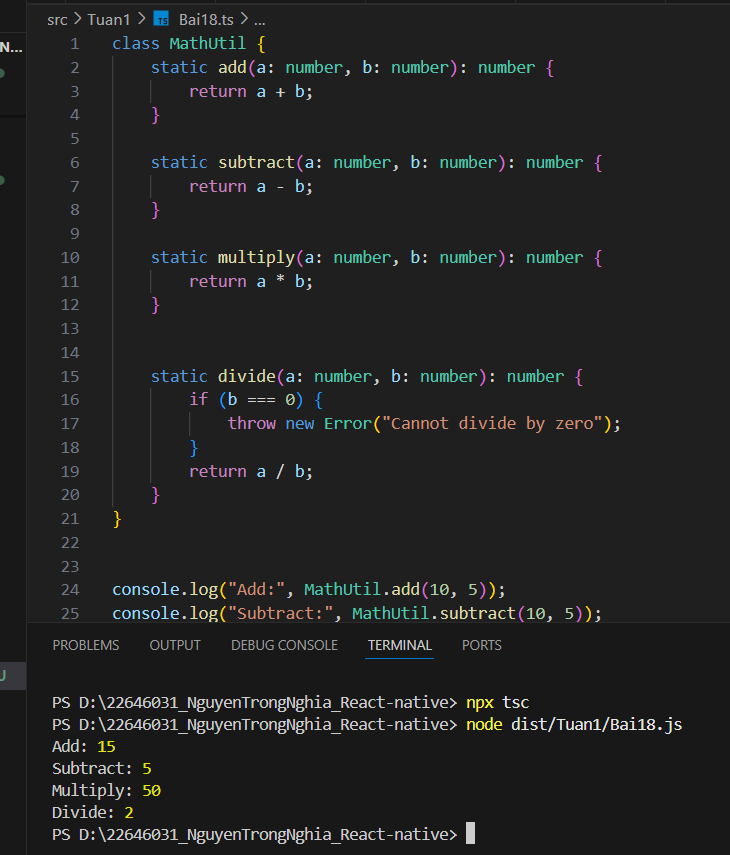 src > Tuan1 > TS Bai18.ts > ...
N...
1 class MathUtil {
2 static add(a: number, b: number): number {
3 return a + b;
4 }
5
6 static subtract(a: number, b: number): number {
7 return a - b;
8 }
9
10 static multiply(a: number, b: number): number {
11 return a * b;
12 }
13
14
15 static divide(a: number, b: number): number {
16 if (b === 0) {
17 throw new Error("Cannot divide by zero");
18 }
19 return a / b;
20 }
21 }
22
23
24 console.log("Add:", MathUtil.add(10, 5));
25 console.log("Subtract:", MathUtil.subtract(10, 5));
PROBLEMS OUTPUT DEBUG CONSOLE TERMINAL PORTS
U
PS D:\22646031_NguyenTrongNghia_React-native> npx tsc
PS D:\22646031_NguyenTrongNghia_React-native> node dist/Tuan1/Bai18.js
Add: 15
Subtract: 5
Multiply: 50
Divide: 2
PS D:\22646031_NguyenTrongNghia_React-native>